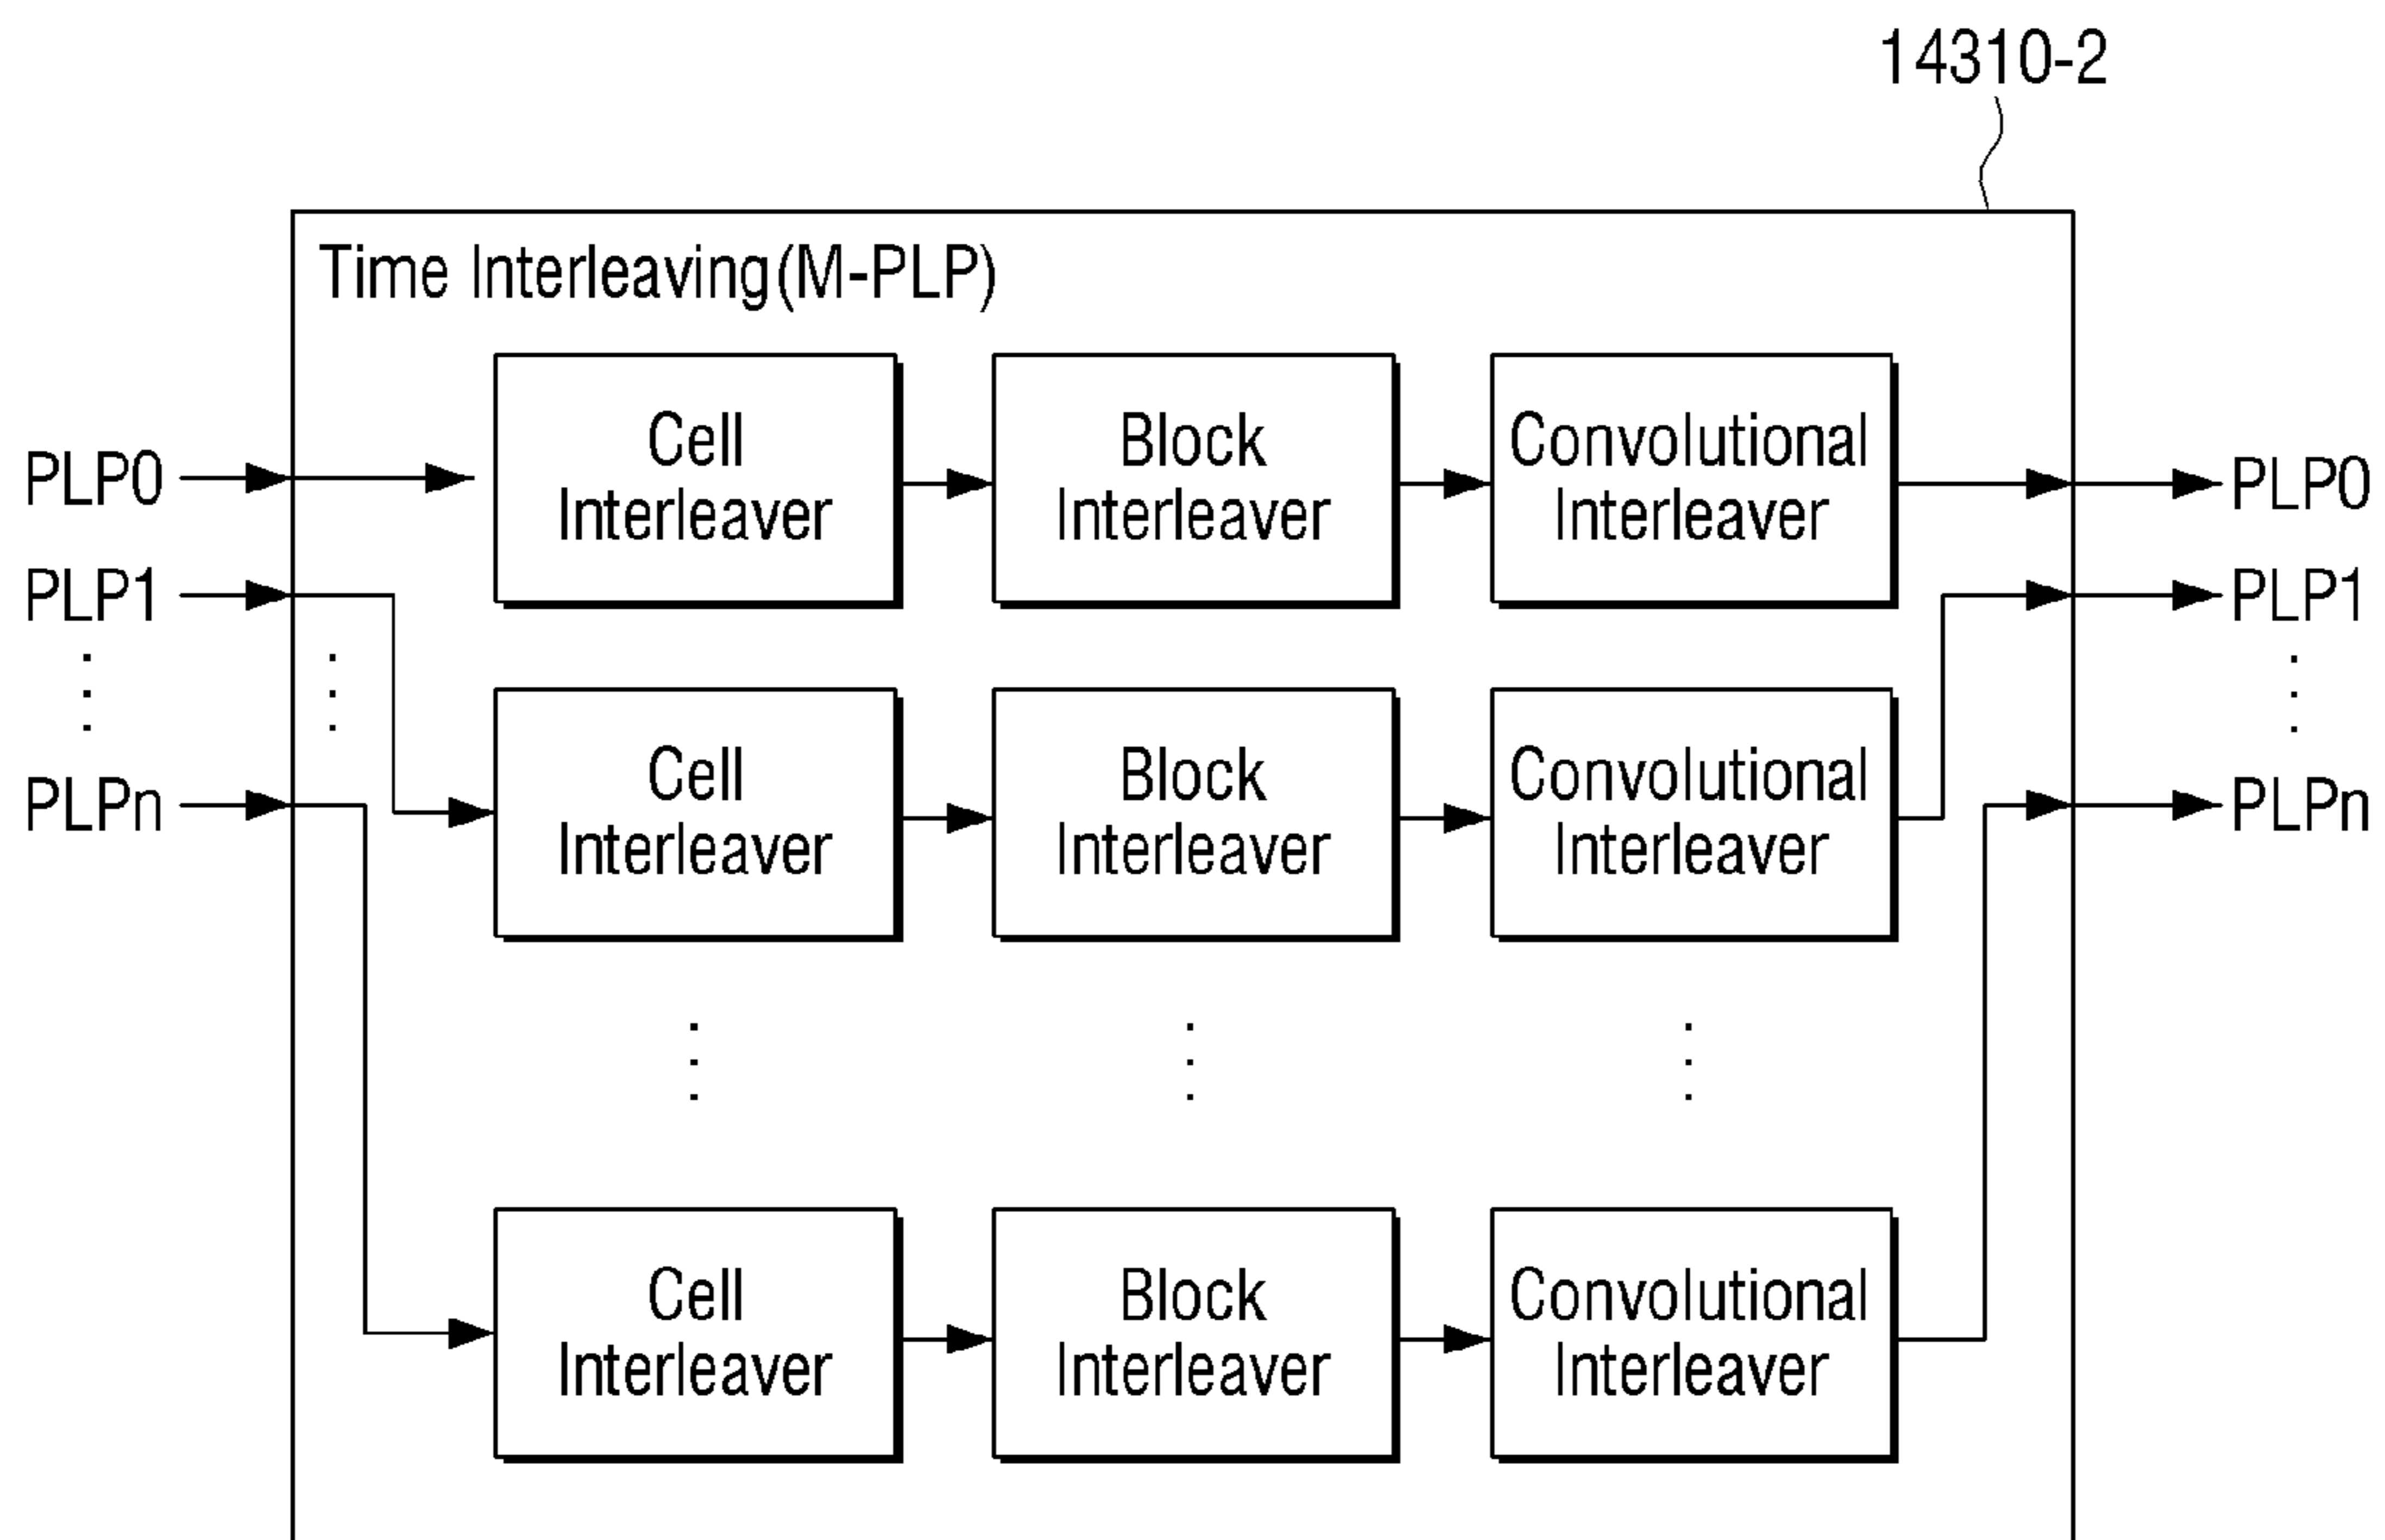 14310-2
Time Interleaving(M-PLP)
Cell
Interleaver
Block
Interleaver
Convolutional
Interleaver
PLP0
PLP0
PLP1
PLP1
Cell
Interleaver
Block
Interleaver
Convolutional
Interleaver
PLPn
PLPn
Cell
Interleaver
Block
Interleaver
Convolutional
Interleaver